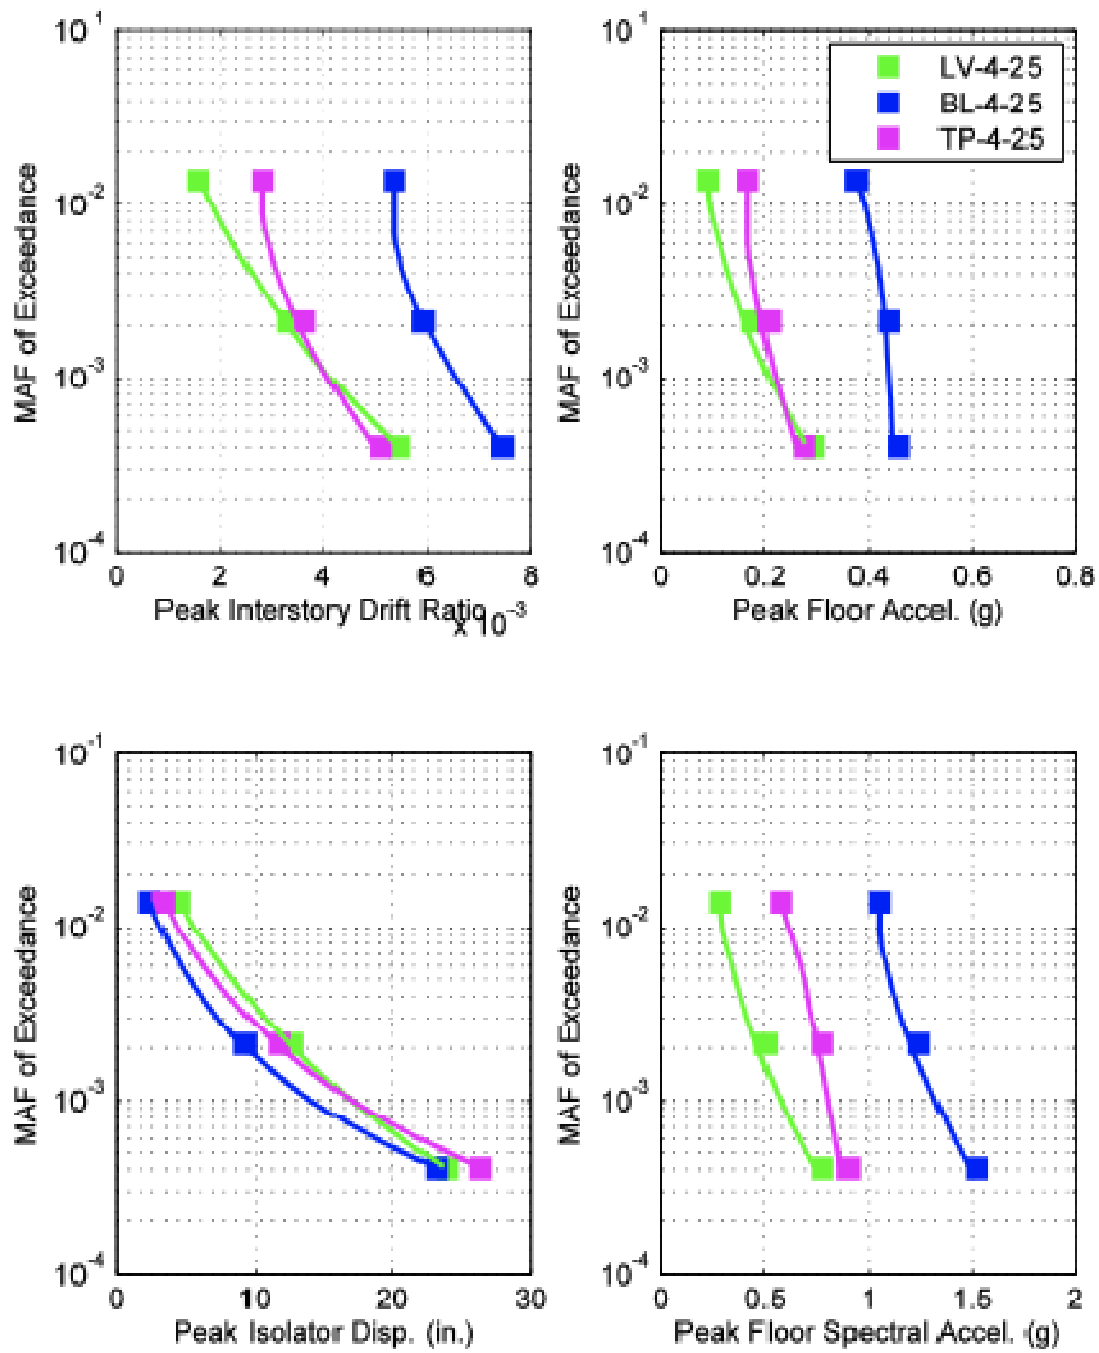 10-1
10-2
10-3
10-4
MAF of Exceedance
0 2 4 6 8
Peak Interstory Drift Ratio
x 10-3
10-1
10-2
10-3
10-4
MAF of Exceedance
LV-4-25
BL-4-25
TP-4-25
0 0.2 0.4 0.6 0.8
Peak Floor Accel. (g)
10-1
10-2
10-3
10-4
MAF of Exceedance
0 10 20 30
Peak Isolator Disp. (in.)
10-1
10-2
10-3
10-4
MAF of Exceedance
0 0.5 1 1.5 2
Peak Floor Spectral Accel. (g)